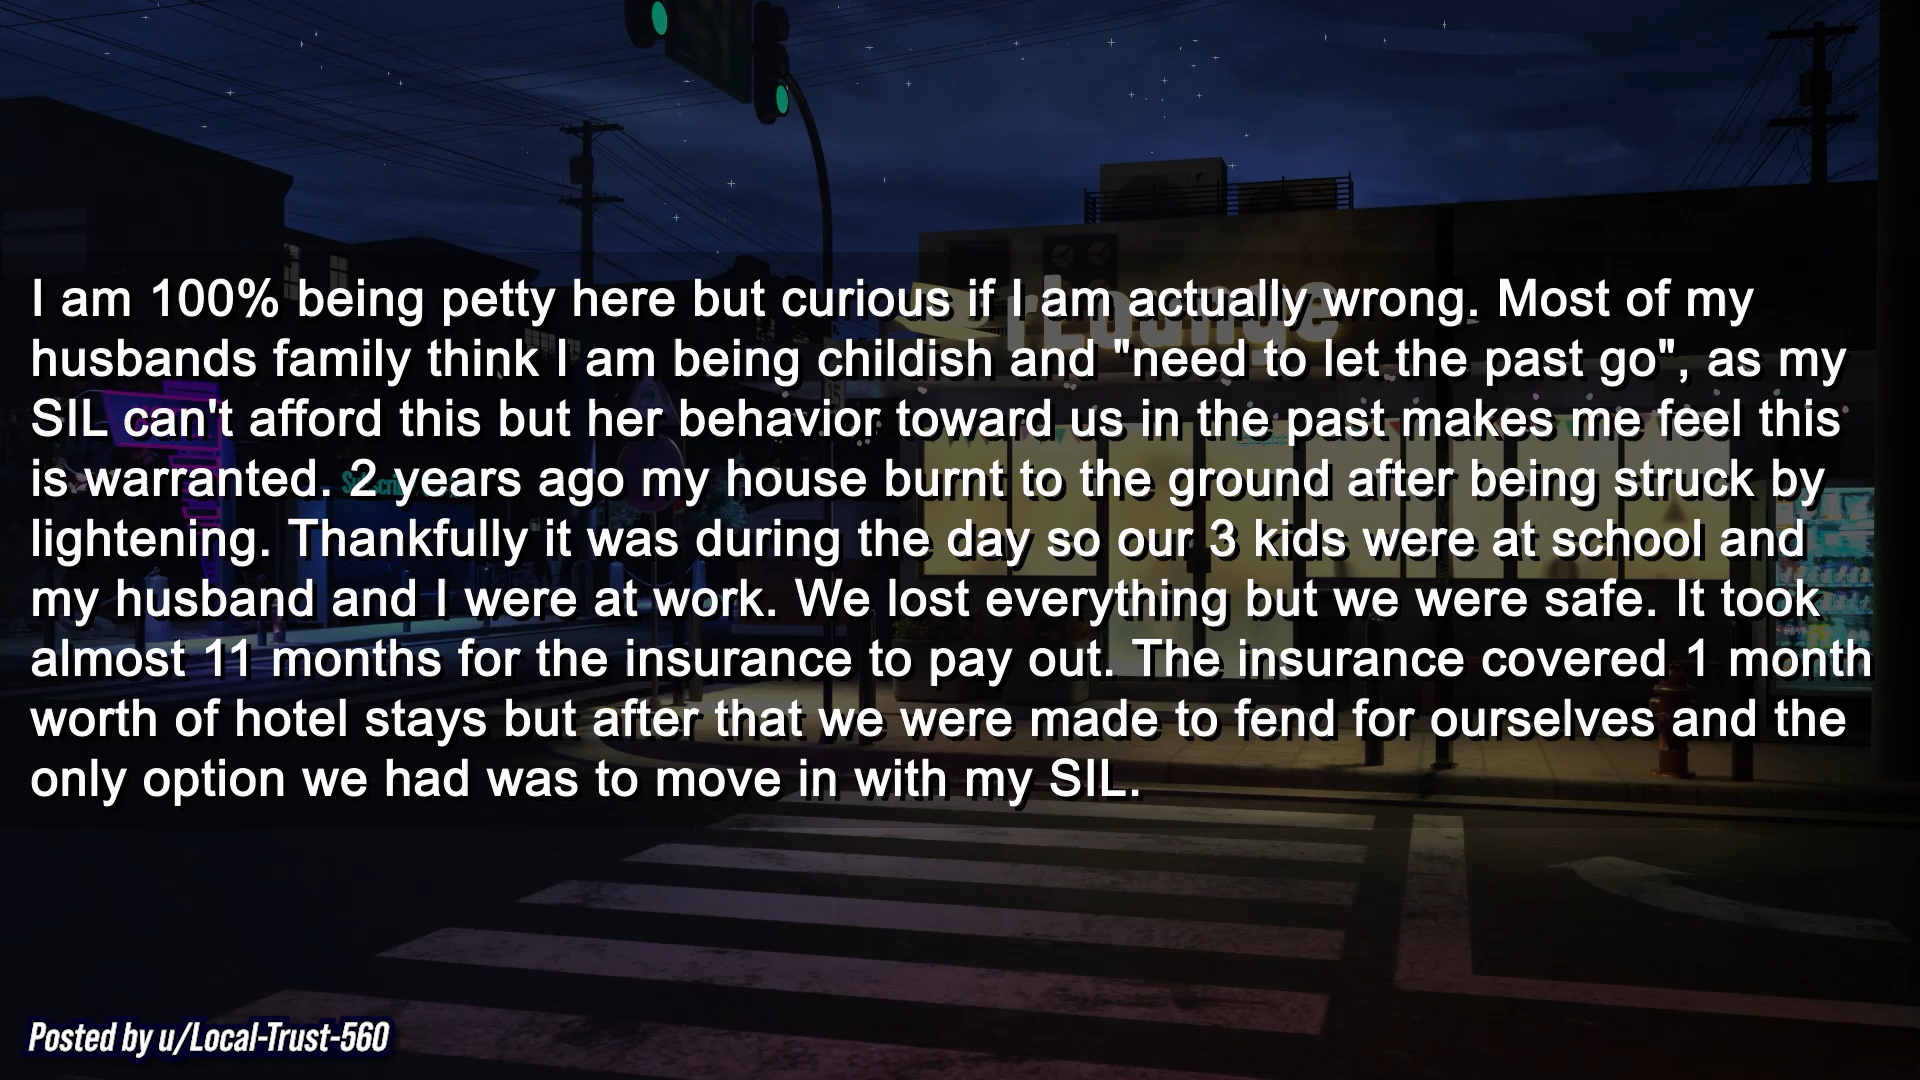 I am 100% being petty here but curious if I am actually wrong. Most of my
husbands family think I am being childish and "need to let the past go", as my
SIL can't afford this but her behavior toward us in the past makes me feel this
is warranted. 2 years ago my house burnt to the ground after being struck by
lightening. Thankfully it was during the day so our 3 kids were at school and
my husband and I were at work. We lost everything but we were safe. It took
almost 11 months for the insurance to pay out. The insurance covered 1 month
worth of hotel stays but after that we were made to fend for ourselves and the
only option we had was to move in with my SIL.
Posted by u/Local-Trust-560